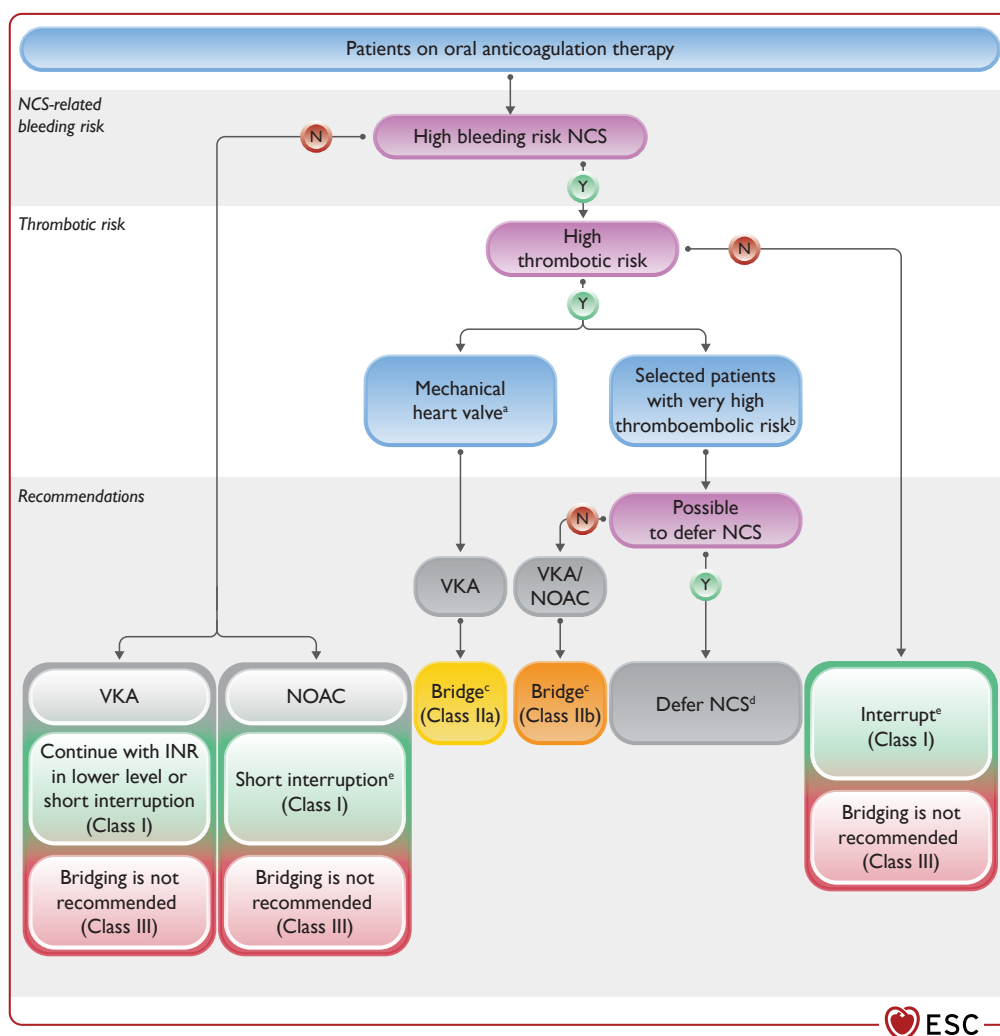 Patients on oral anticoagulation therapy
NCS-related
bleeding risk
N
High bleeding risk NCS
Y
Thrombotic risk
High
thrombotic risk
N
Y
Mechanical
heart valveᵃ
Selected patients
with very high
thromboembolic riskᵇ
Recommendations
N
Possible
to defer NCS
VKA
VKA/
NOAC
Y
VKA
NOAC
Bridgeᶜ
(Class IIa)
Bridgeᶜ
(Class IIb)
Defer NCSᵈ
Interruptᵉ
(Class I)
Continue with INR
in lower level or
short interruption
(Class I)
Short interruptionᵉ
(Class I)
Bridging is not
recommended
(Class III)
Bridging is not
recommended
(Class III)
Bridging is not
recommended
(Class III)
ESC